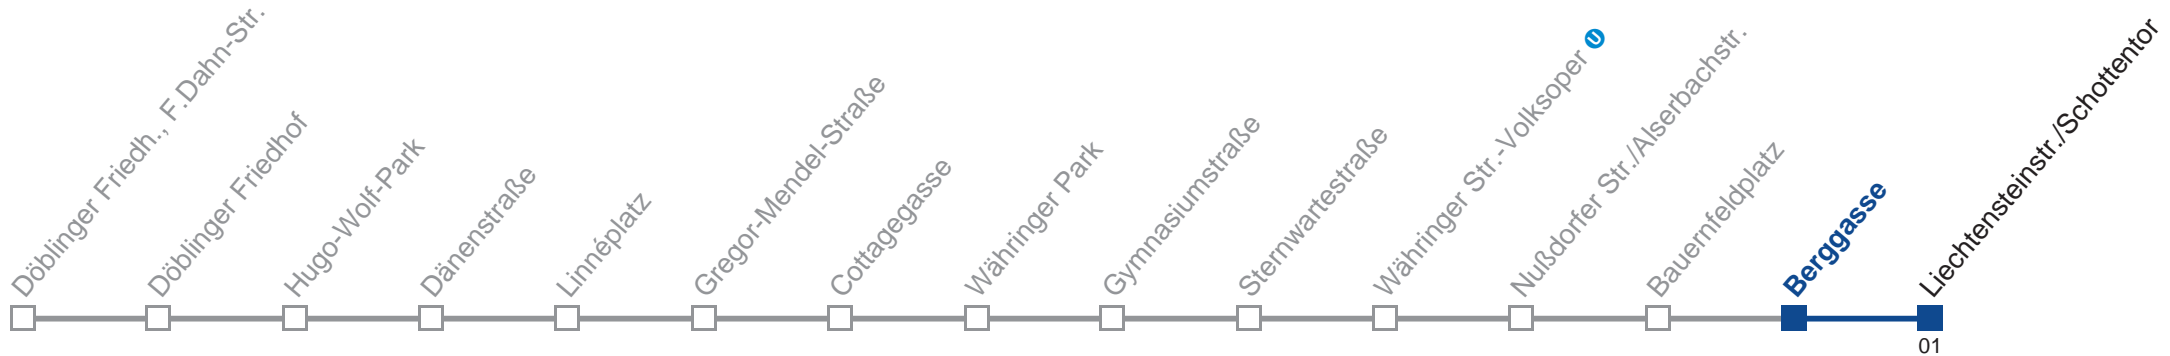 Döblinger Friedh., F.Dahn-Str.
Döblinger Friedhof
Hugo-Wolf-Park
Dänenstraße
Linnéplatz
Gregor-Mendel-Straße
Cottagegasse
Währinger Park
Gymnasiumstraße
Sternwartestraße
Währinger Str.-Volksoper U
Nußdorfer Str./Alserbachstr.
Bauernfeldplatz
Berggasse
Liechtensteinstr./Schottentor
01